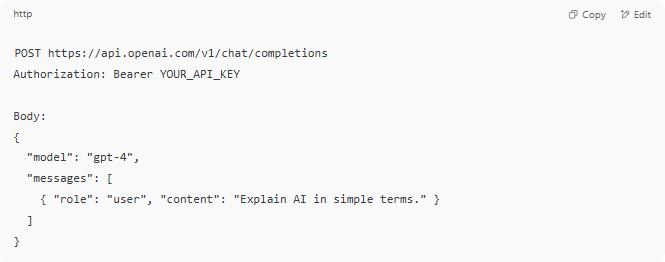 http
Copy
Edit
POST https://api.openai.com/v1/chat/completions
Authorization: Bearer YOUR_API_KEY
Body:
{
"model": "gpt-4",
"messages": [
{ "role": "user", "content": "Explain AI in simple terms." }
]
}